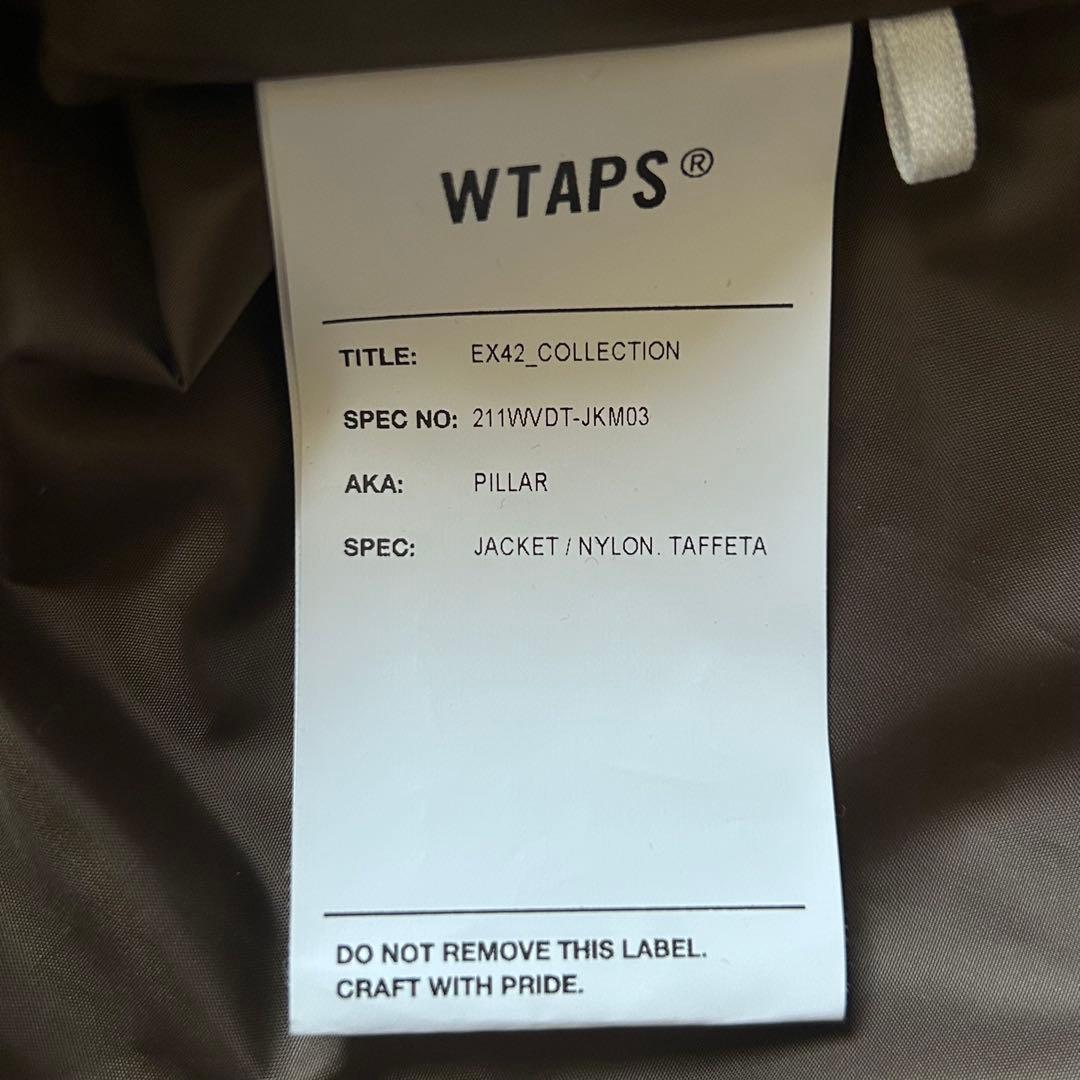 WTAPS®
TITLE: EX42_COLLECTION
SPEC NO: 211WVDT-JKM03
AKA: PILLAR
SPEC: JACKET / NYLON. TAFFETA
DO NOT REMOVE THIS LABEL.
CRAFT WITH PRIDE.